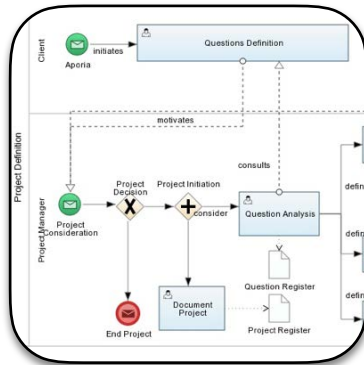 Project Definition
Client
Aporia
initiates
Questions Definition
motivates
consults
Project Manager
Project
Consideration
Project
Decision
Project Initiation
consider
Question Analysis
defin
defin
defin
Question Register
End Project
Document
Project
Project Register